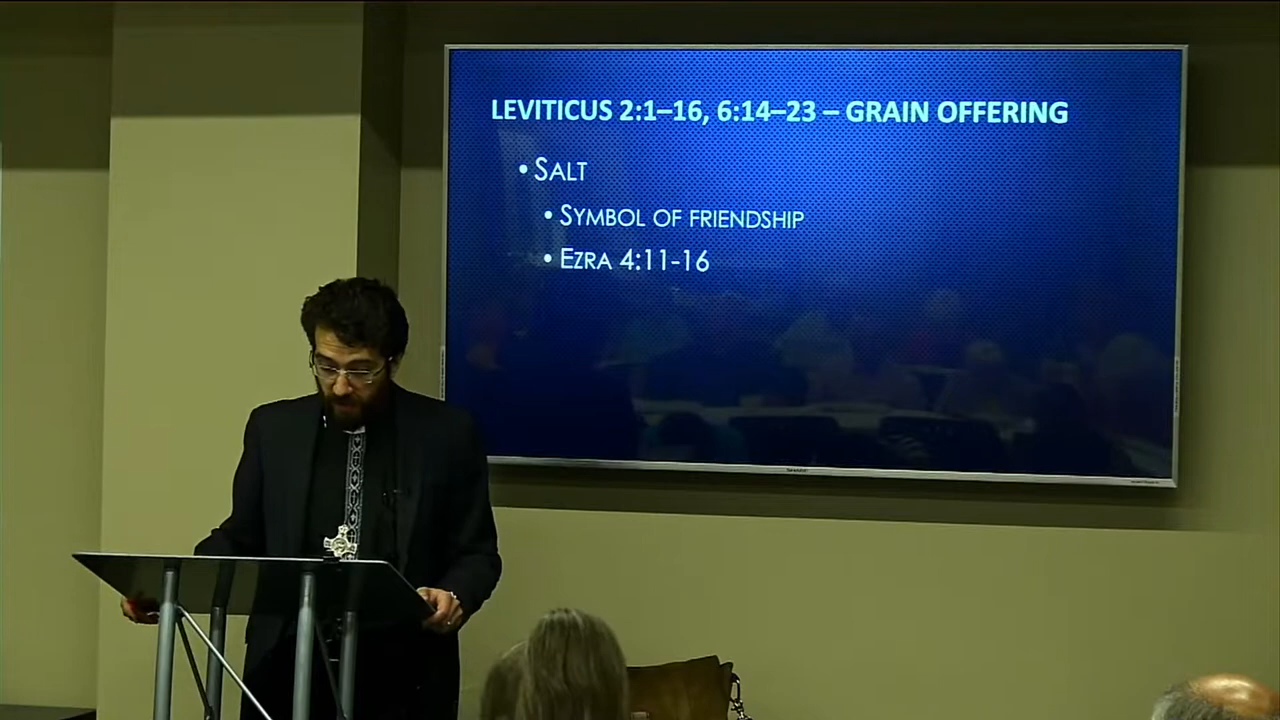 LEVITICUS 2:1–16, 6:14–23 – GRAIN OFFERING
• SALT
• SYMBOL OF FRIENDSHIP
• EZRA 4:11-16